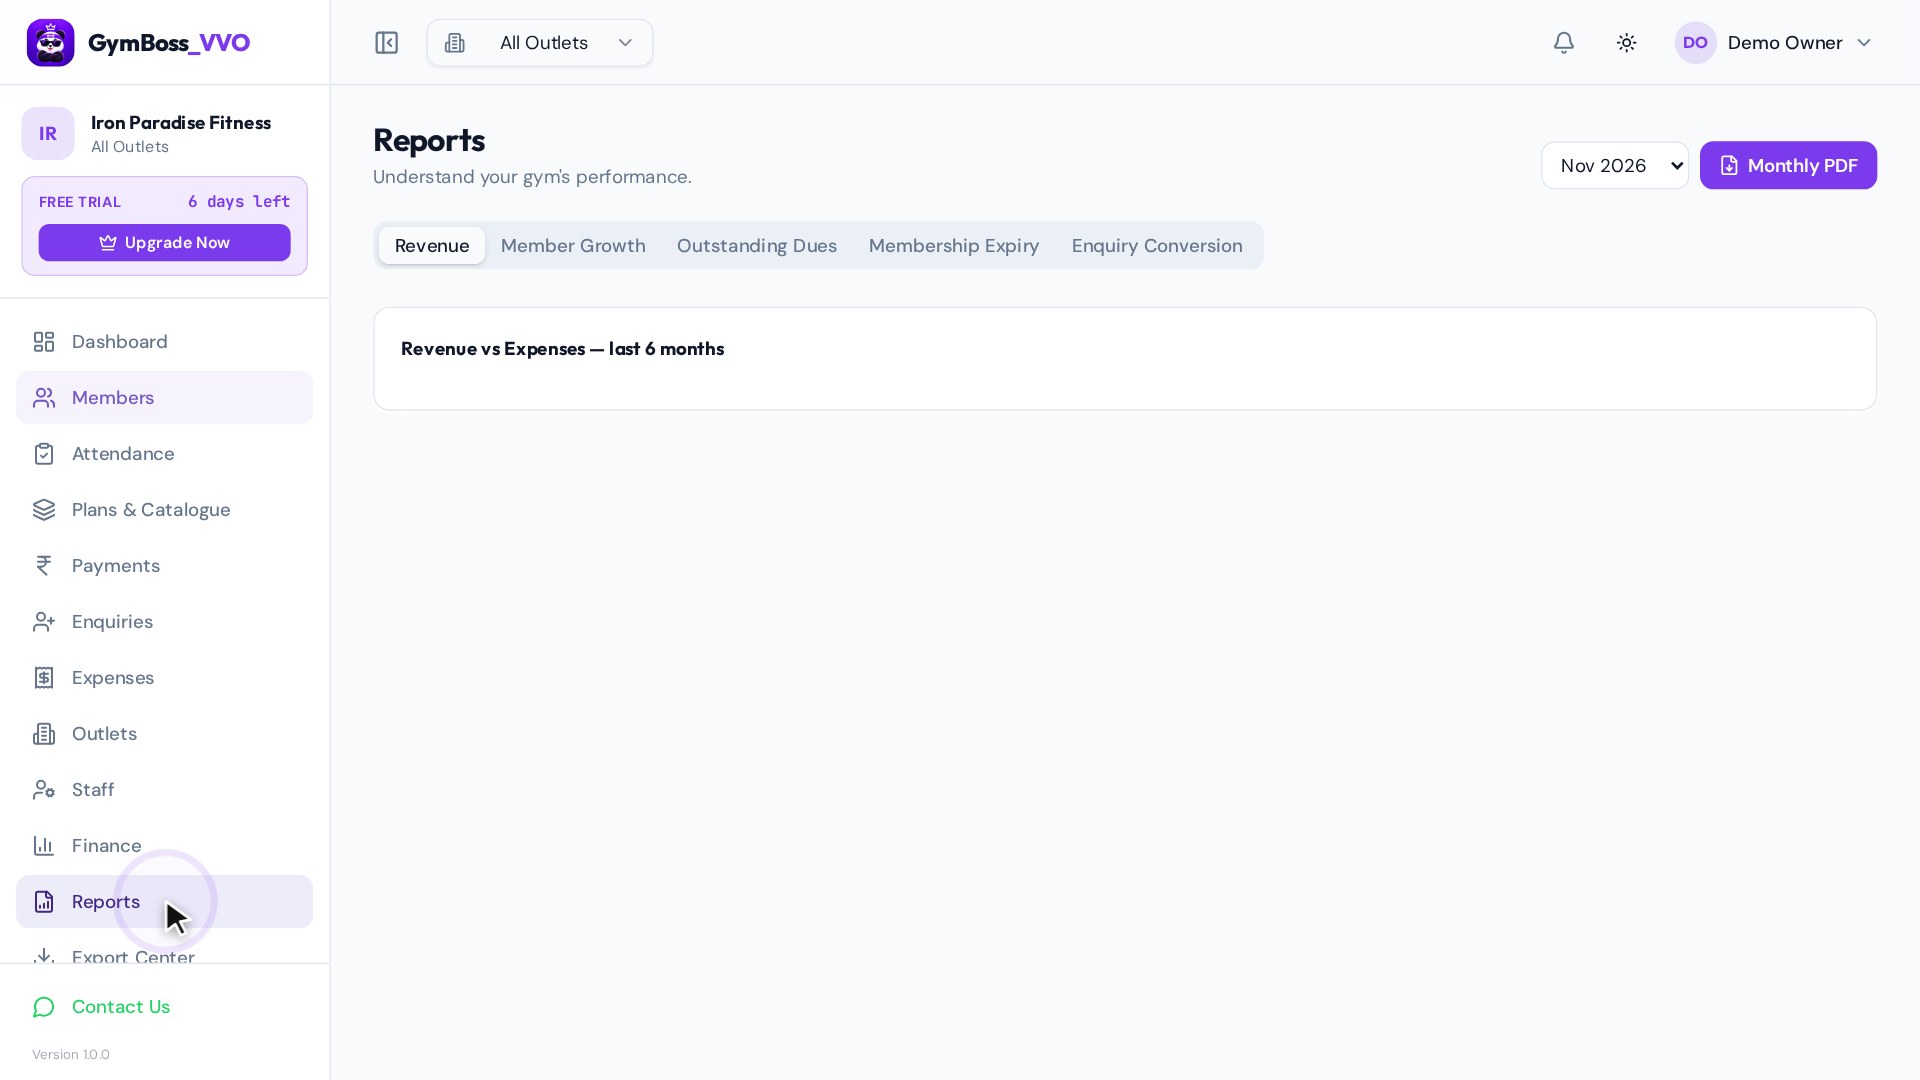 GymBoss_VVO
All Outlets
DO
Demo Owner
IR
Iron Paradise Fitness
All Outlets
FREE TRIAL
6 days left
Upgrade Now
Dashboard
Members
Attendance
Plans & Catalogue
Payments
Enquiries
Expenses
Outlets
Staff
Finance
Reports
Export Center
Contact Us
Version 1.0.0
Reports
Understand your gym's performance.
Nov 2026
Monthly PDF
Revenue
Member Growth
Outstanding Dues
Membership Expiry
Enquiry Conversion
Revenue vs Expenses — last 6 months